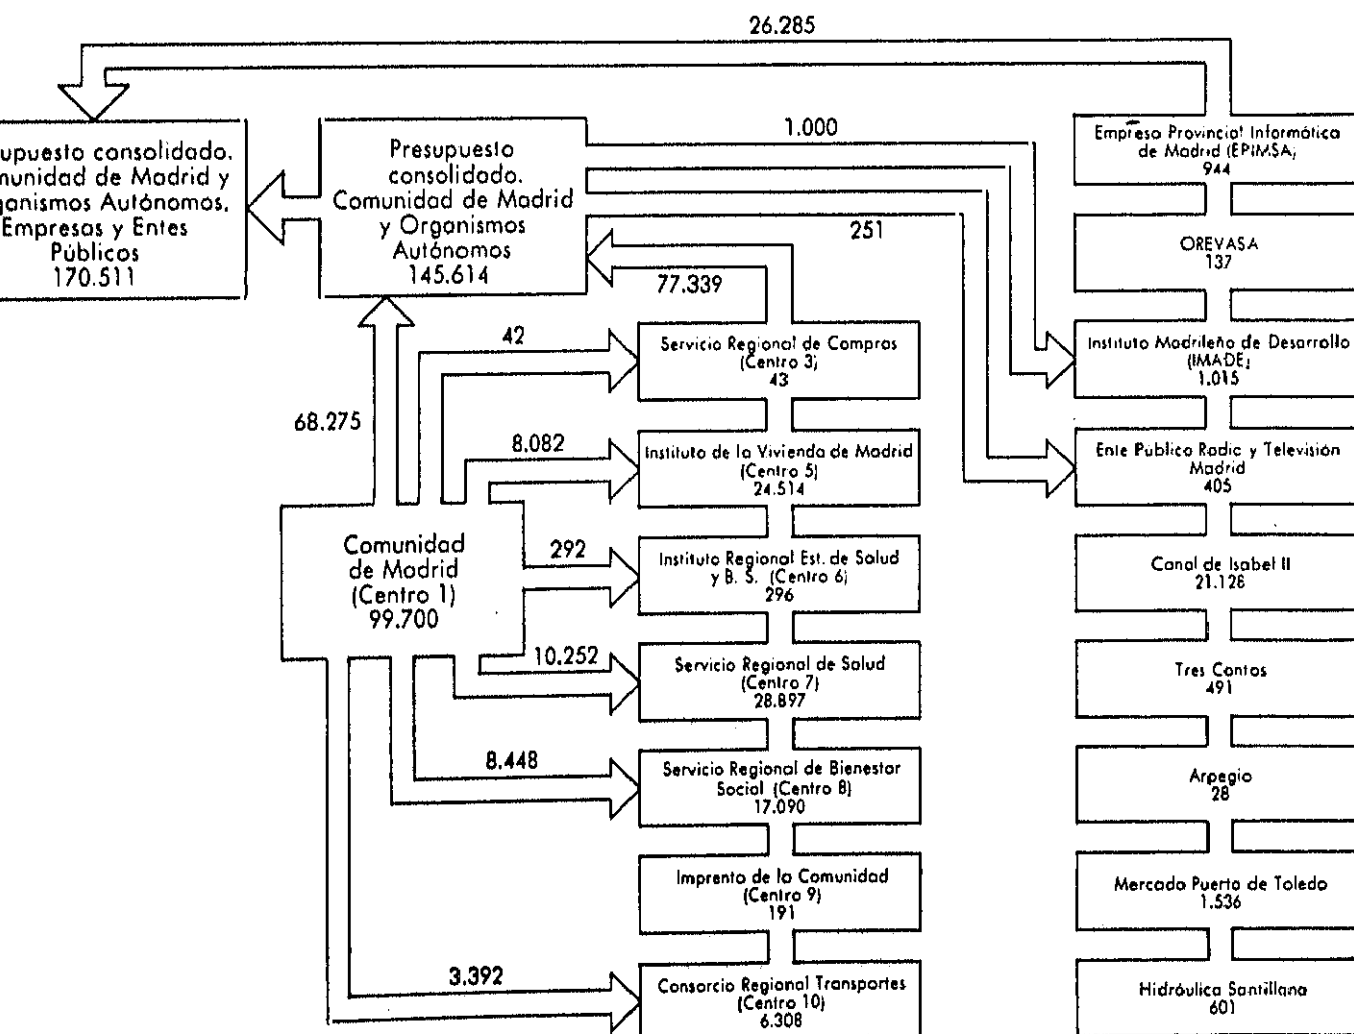 26.285
upuesto consolidado.
munidad de Madrid y
ganismos Autónomos,
Empresas y Entes
Públicos
170.511
Presupuesto
consolidado.
Comunidad de Madrid
y Organismos
Autónomos
145.614
1.000
251
77.339
68.275
Comunidad
de Madrid
(Centro 1)
99.700
42
Servicio Regional de Compras
(Centro 3)
43
8.082
Instituto de la Vivienda de Madrid
(Centro 5)
24.514
292
Instituto Regional Est. de Salud
y B. S. (Centro 6)
296
10.252
Servicio Regional de Salud
(Centro 7)
28.897
8.448
Servicio Regional de Bienestar
Social (Centro 8)
17.090
Imprenta de la Comunidad
(Centro 9)
191
3.392
Consorcio Regional Transportes
(Centro 10)
6.308
Empresa Provincial Informática
de Madrid (EPIMSA)
944
OREVASA
137
Instituto Madrileño de Desarrollo
(IMADE)
1.015
Ente Público Radio y Televisión
Madrid
405
Canal de Isabel II
21.128
Tres Cantos
491
Arpegio
28
Mercado Puerta de Toledo
1.536
Hidráulica Santillana
601